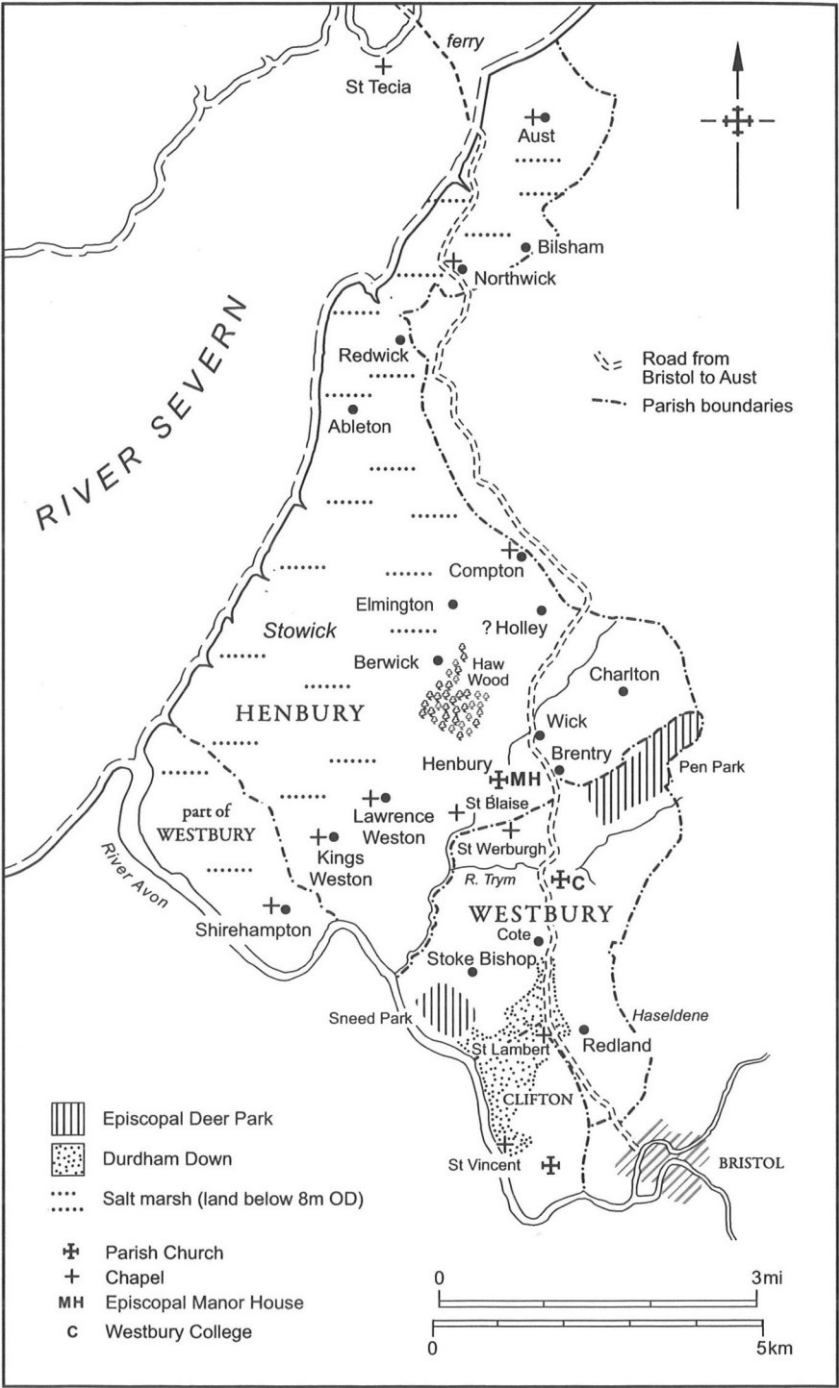 ferry
St Tecia
Aust
Bilsham
Northwick
RIVER SEVERN
Redwick
Road from
Bristol to Aust
Parish boundaries
Ableton
Compton
Elmington
? Holley
Stowick
Berwick
Haw
Wood
Charlton
HENBURY
Wick
Brentry
Henbury
MH
Pen Park
St Blaise
Lawrence
Weston
part of
WESTBURY
St Werburgh
Kings
Weston
River Avon
R. Trym
C
WESTBURY
Shirehampton
Cote
Stoke Bishop
Sneed Park
Haseldene
St Lambert
Redland
CLIFTON
St Vincent
BRISTOL
Episcopal Deer Park
Durdham Down
Salt marsh (land below 8m OD)
Parish Church
Chapel
MH Episcopal Manor House
C Westbury College
0 3mi
0 5km